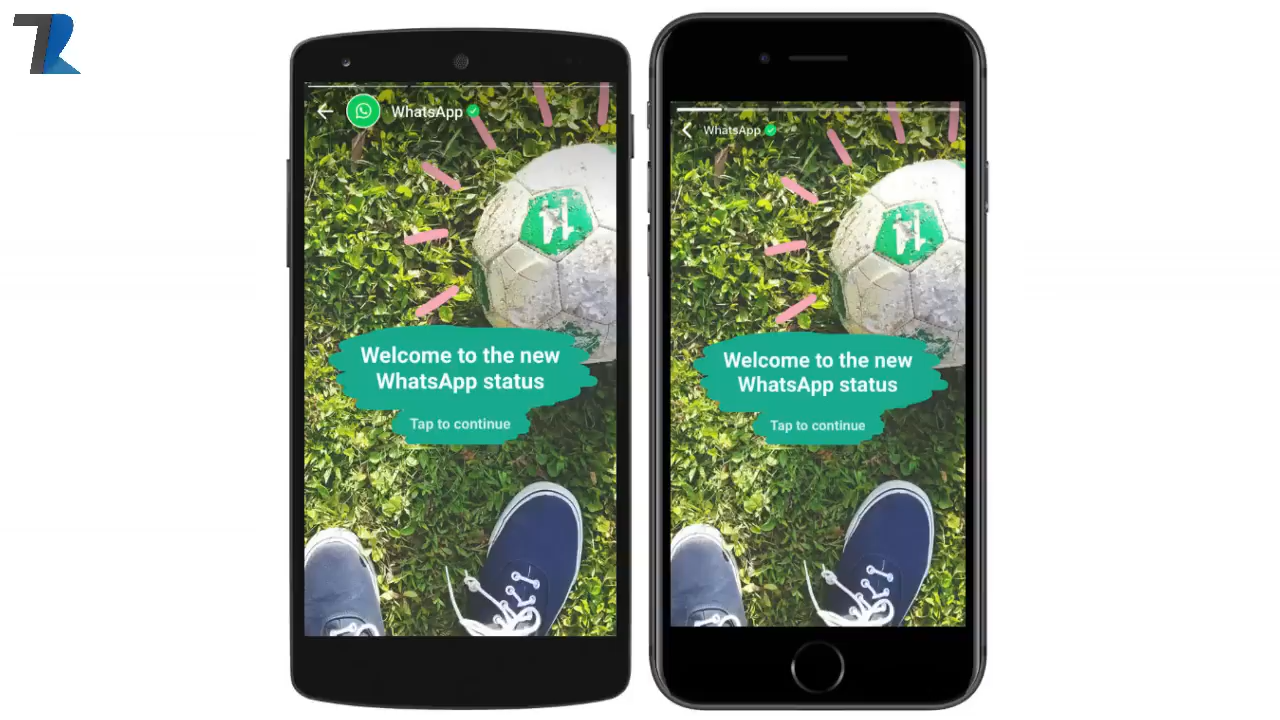 WhatsApp
Welcome to the new
WhatsApp status
Tap to continue
WhatsApp
Welcome to the new
WhatsApp status
Tap to continue